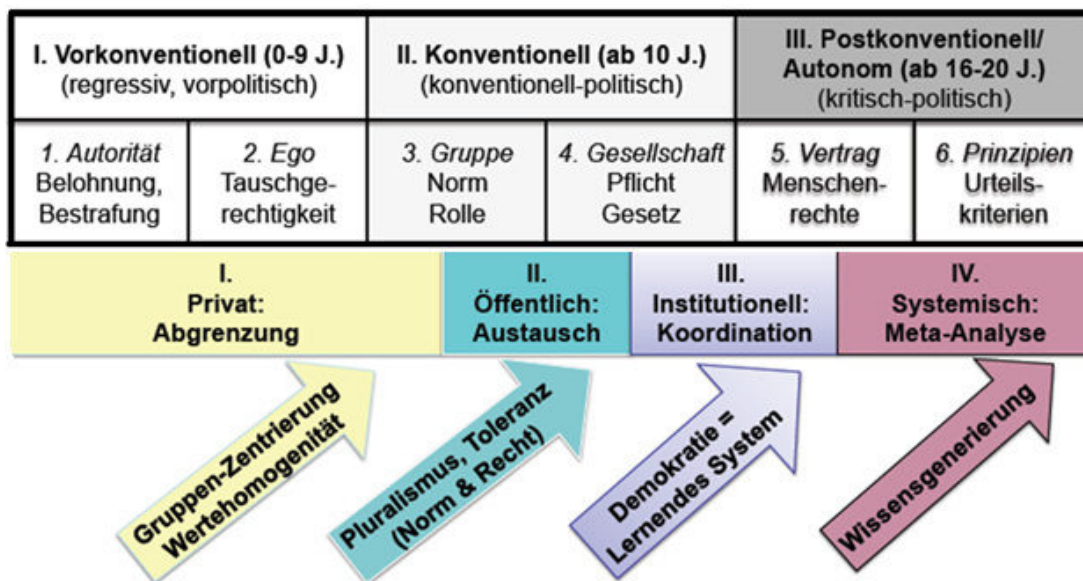 I. Vorkonventionell (0-9 J.)
(regressiv, vorpolitisch)
II. Konventionell (ab 10 J.)
(konventionell-politisch)
III. Postkonventionell/
Autonom (ab 16-20 J.)
(kritisch-politisch)
1. Autorität
Belohnung,
Bestrafung
2. Ego
Tauschge-
rechtigkeit
3. Gruppe
Norm
Rolle
4. Gesellschaft
Pflicht
Gesetz
5. Vertrag
Menschen-
rechte
6. Prinzipien
Urteils-
kriterien
I.
Privat:
Abgrenzung
II.
Öffentlich:
Austausch
III.
Institutionell:
Koordination
IV.
Systemisch:
Meta-Analyse
Gruppen-Zentrierung
Wertehomogenität
Pluralismus, Toleranz
(Norm & Recht)
Demokratie =
Lernendes System
Wissensgenerierung